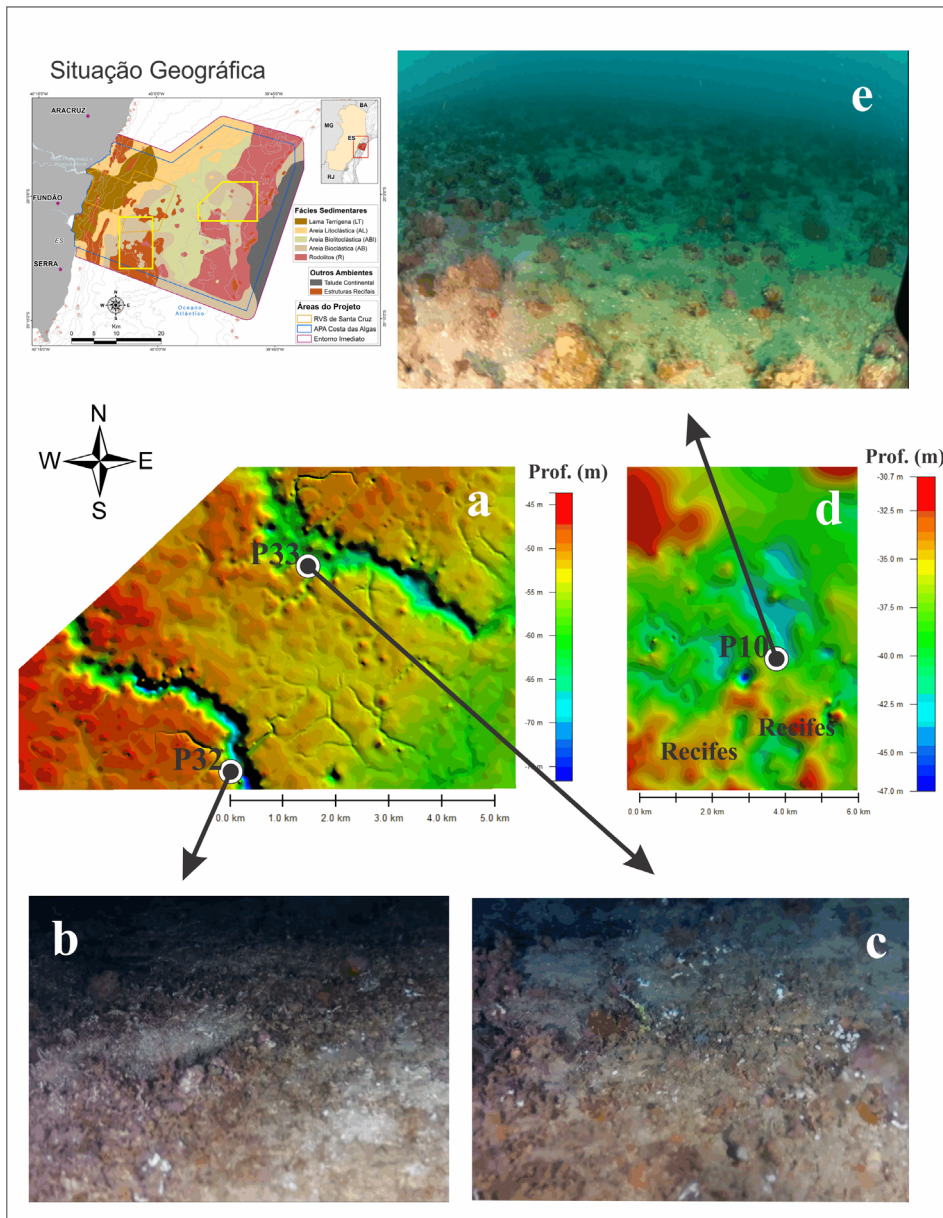 Situação Geográfica
ARACRUZ
FUNDÃO
ES
SERRA
N
W E
S
Km
0 5 10 20
Oceano
Atlântico
BA
MG
ES
RJ
Fácies Sedimentares
Lama Terrígena (LT)
Areia Litoclástica (AL)
Areia Biolitoclástica (ABl)
Areia Bioclástica (AB)
Rodolitos (R)
Outros Ambientes
Talude Continental
Estruturas Recifais
Áreas do Projeto
RVS de Santa Cruz
APA Costa das Algas
Entorno Imediato
e
N
W E
S
a
P33
P32
Prof. (m)
-45 m
-50 m
-55 m
-60 m
-65 m
-70 m
0.0 km 1.0 km 2.0 km 3.0 km 4.0 km 5.0 km
d
P10
Recifes
Recifes
Prof. (m)
-30.7 m
-32.5 m
-35.0 m
-37.5 m
-40.0 m
-42.5 m
-45.0 m
-47.0 m
0.0 km 2.0 km 4.0 km 6.0 km
b
c